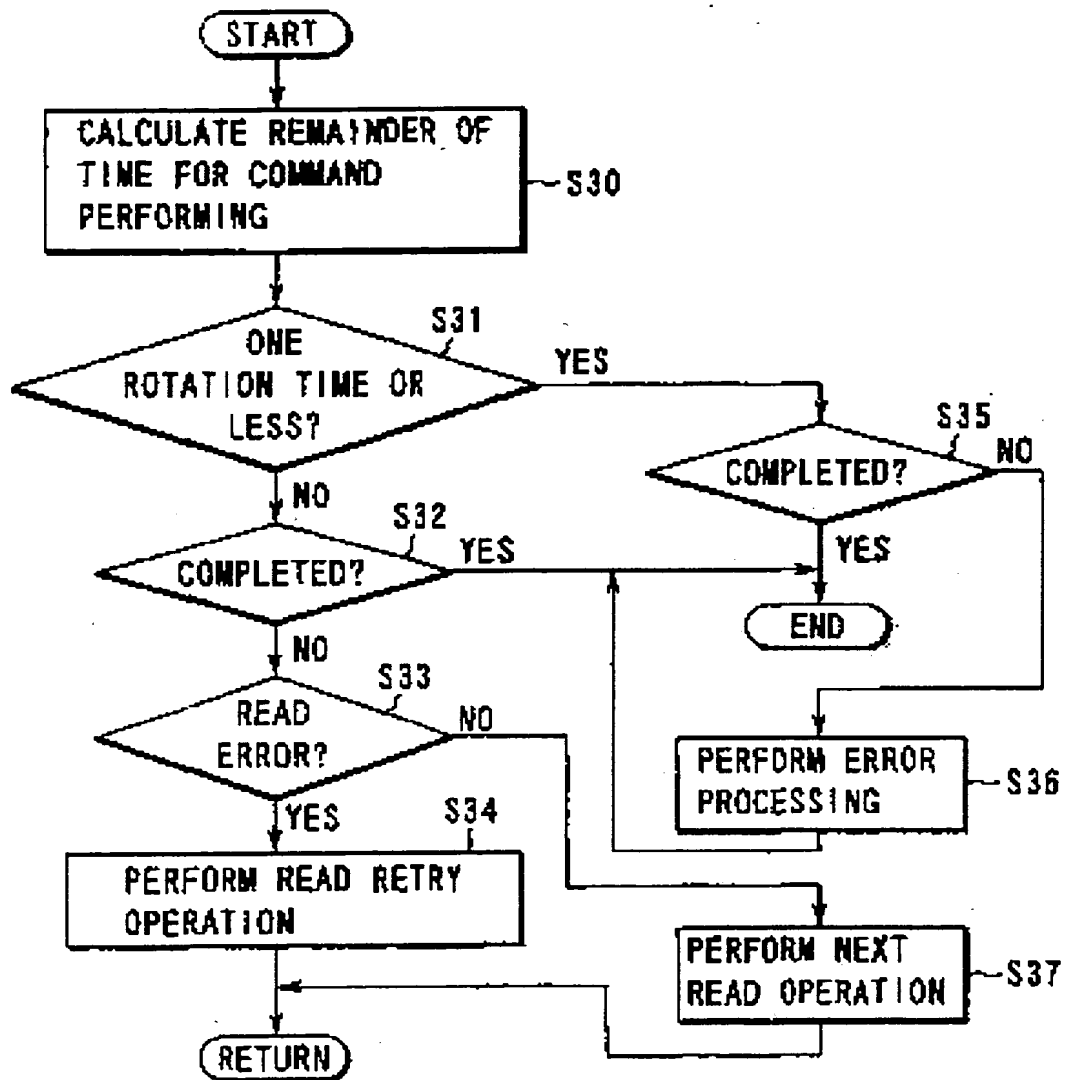 START
CALCULATE REMAINDER OF
TIME FOR COMMAND
PERFORMING
S30
S31
ONE
ROTATION TIME OR
LESS?
YES
NO
S35
COMPLETED?
NO
YES
END
S32
COMPLETED?
YES
NO
S33
READ
ERROR?
NO
YES
PERFORM ERROR
PROCESSING
S36
S34
PERFORM READ RETRY
OPERATION
PERFORM NEXT
READ OPERATION
S37
RETURN